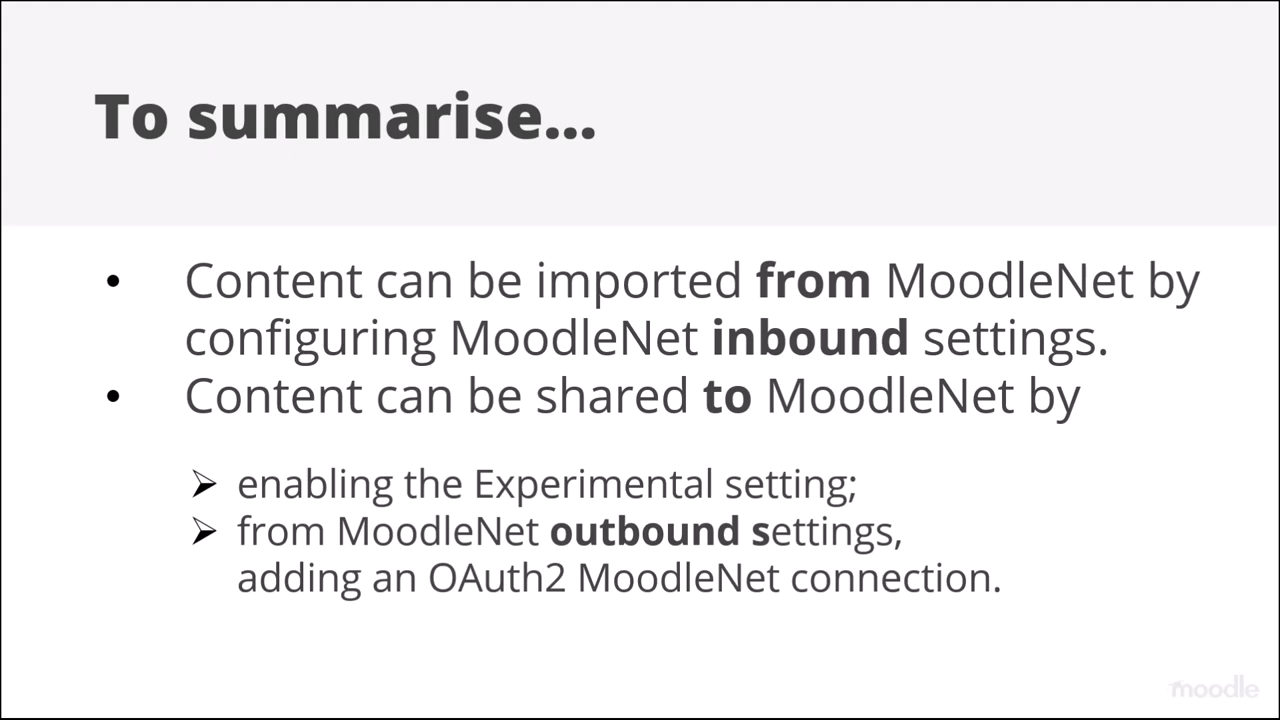 To summarise...
• Content can be imported from MoodleNet by
configuring MoodleNet inbound settings.
• Content can be shared to MoodleNet by
➢ enabling the Experimental setting;
➢ from MoodleNet outbound settings,
adding an OAuth2 MoodleNet connection.
moodle